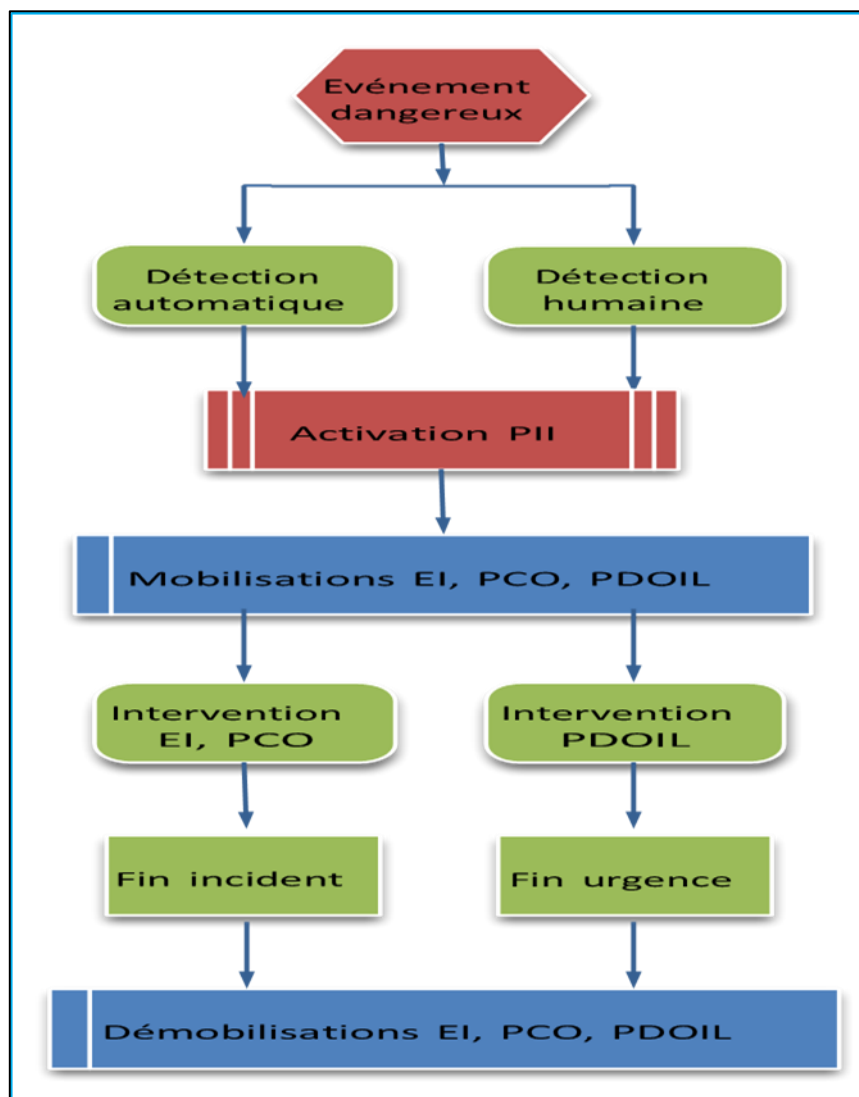 Evénement
dangereux
Détection
automatique
Détection
humaine
Activation PII
Mobilisations EI, PCO, PDOIL
Intervention
EI, PCO
Intervention
PDOIL
Fin incident
Fin urgence
Démobilisations EI, PCO, PDOIL